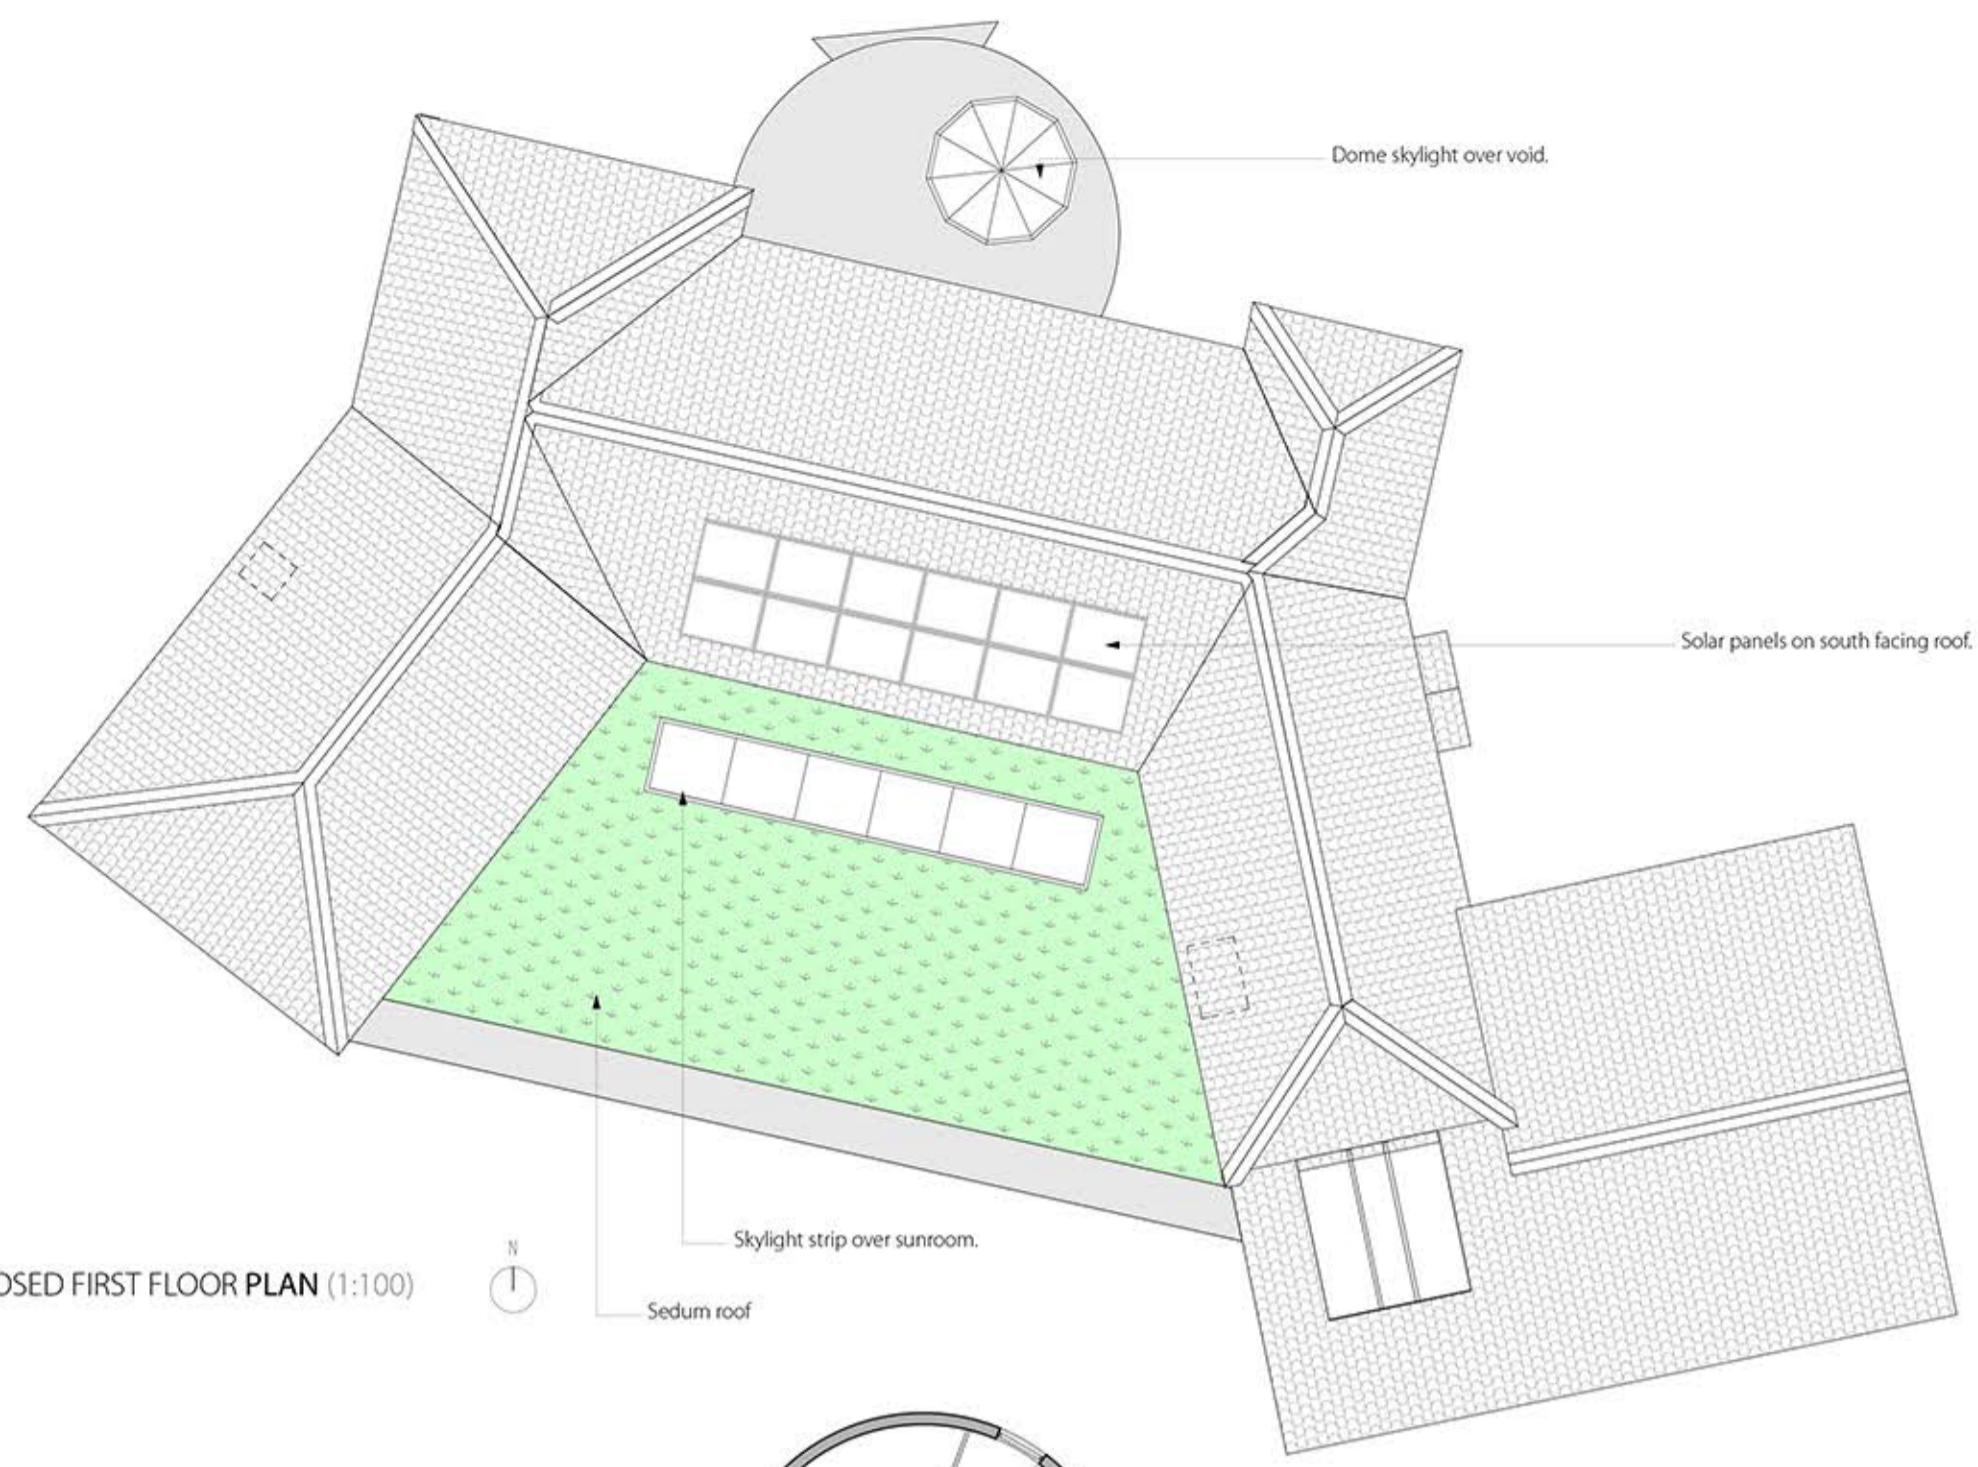 Dome skylight over void.
Solar panels on south facing roof.
Skylight strip over sunroom.
N
OSED FIRST FLOOR PLAN (1:100)
Sedum roof